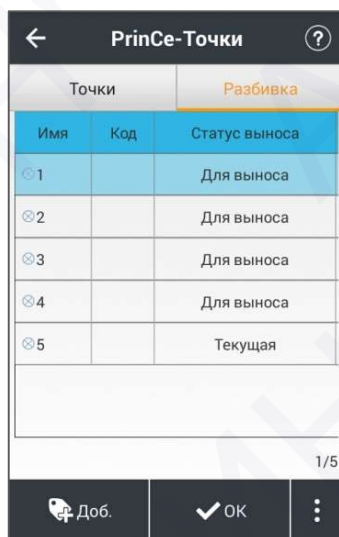 PrinCe-Точки ?
Точки Разбивка
Имя Код Статус выноса
1 Для выноса
2 Для выноса
3 Для выноса
4 Для выноса
5 Текущая
1/5
Доб. ОК